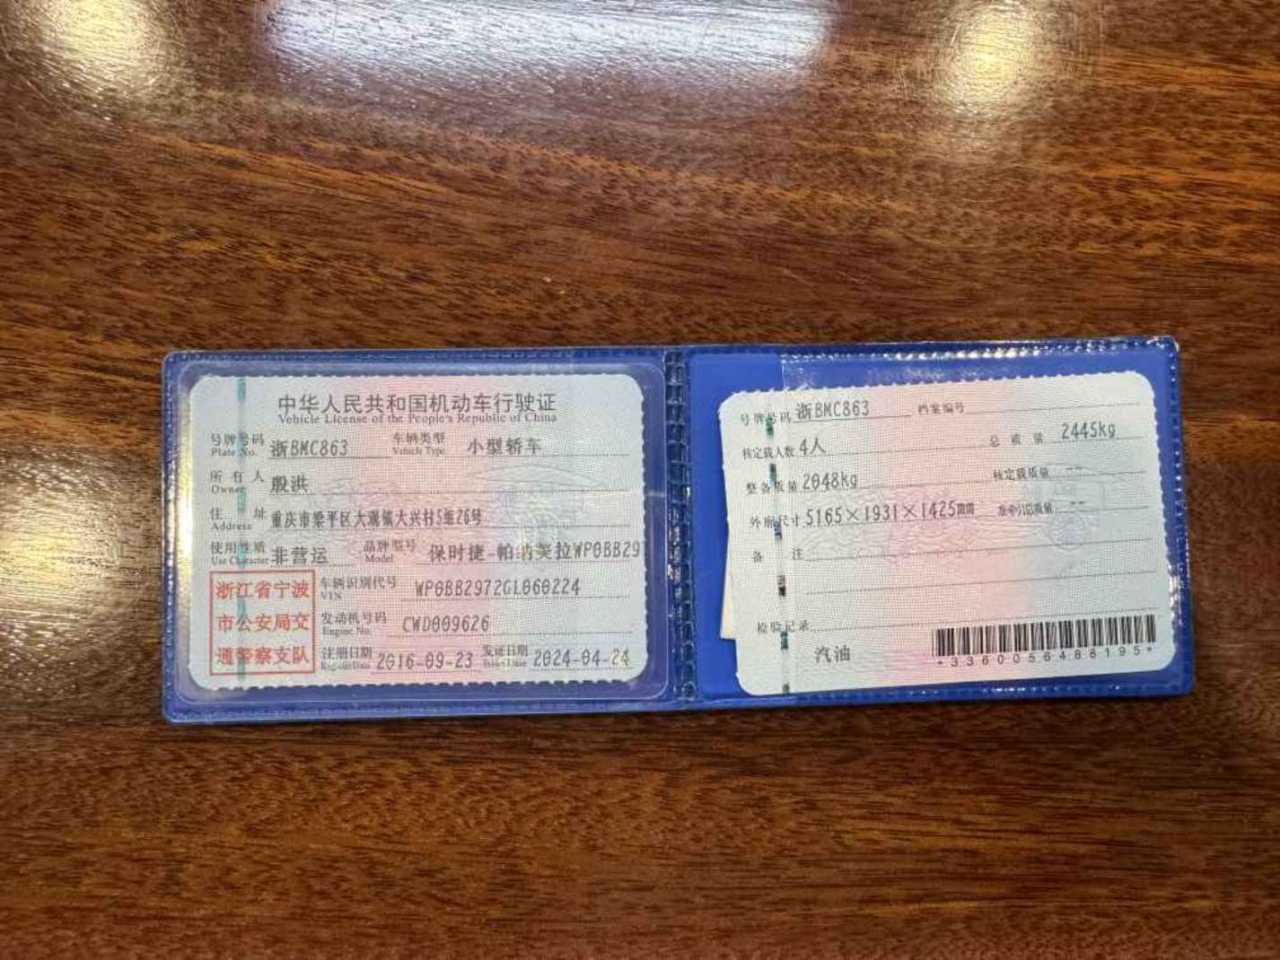 中华人民共和国机动车行驶证
Vehicle License of the People's Republic of China
号牌号码 浙BMC863 车辆类型 小型轿车
Plate No. Vehicle Type
所有人 殷洪
Owner
住址 重庆市梁平区大观镇大兴村5组26号
Address
使用性质 非营运 品牌型号 保时捷-帕纳美拉WP0BB297
Use Character Model
浙江省宁波
市公安局交
通警察支队
车辆识别代号 WP0BB2972GL060224
VIN
发动机号码 CWD009626
Engine No.
注册日期 2016-09-23 发证日期 2024-04-24
Register Date Issue Date
号牌号码 浙BMC863 档案编号
核定载人数 4人 总质量 2445kg
整备质量 2048kg 核定载质量 --
外廓尺寸 5165×1931×1425mm 准牵引总质量 --
备注
检验记录
汽油
*3360056486195*